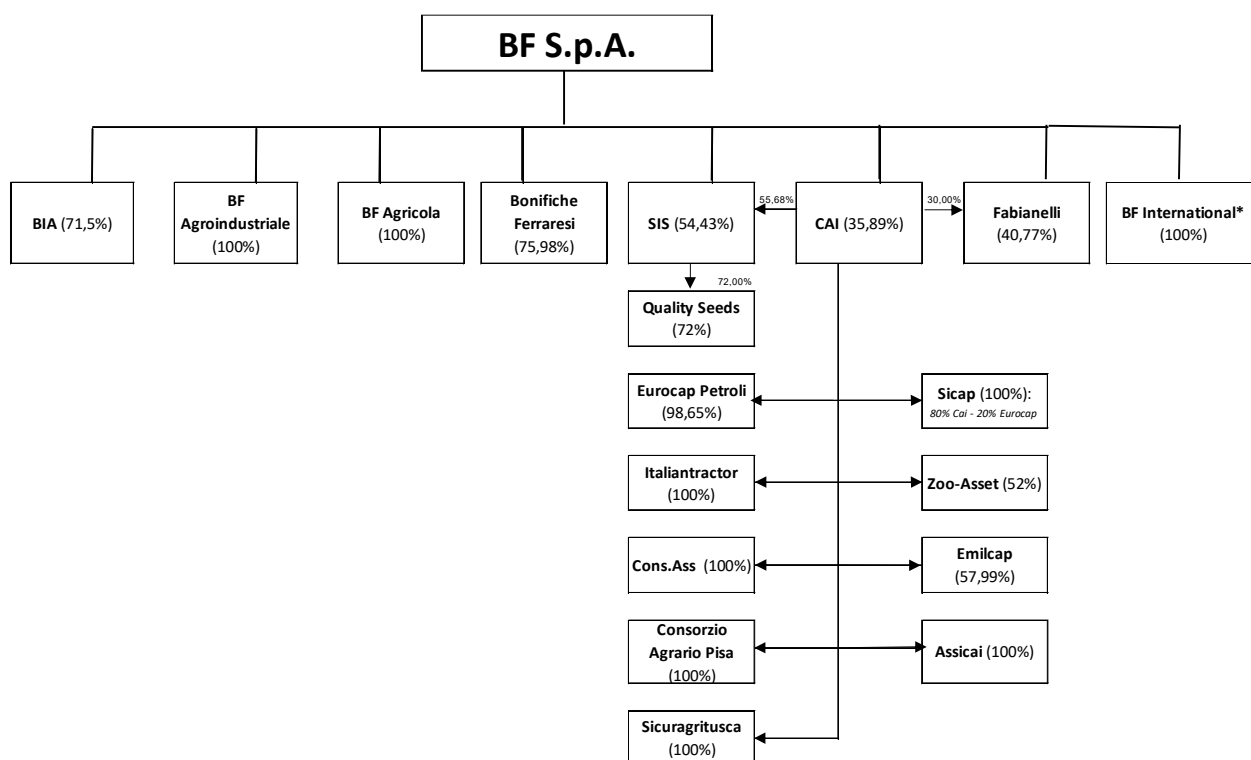 BF S.p.A.
BIA (71,5%)
BF
Agroindustriale
(100%)
BF Agricola
(100%)
Bonifiche
Ferraresi
(75,98%)
SIS (54,43%)
55,68%
CAI (35,89%)
30,00%
Fabianelli
(40,77%)
BF International*
(100%)
72,00%
Quality Seeds
(72%)
Eurocap Petroli
(98,65%)
Sicap (100%):
80% Cai - 20% Eurocap
Italiantractor
(100%)
Zoo-Asset (52%)
Cons.Ass (100%)
Emilcap
(57,99%)
Consorzio
Agrario Pisa
(100%)
Assicai (100%)
Sicuragritusca
(100%)